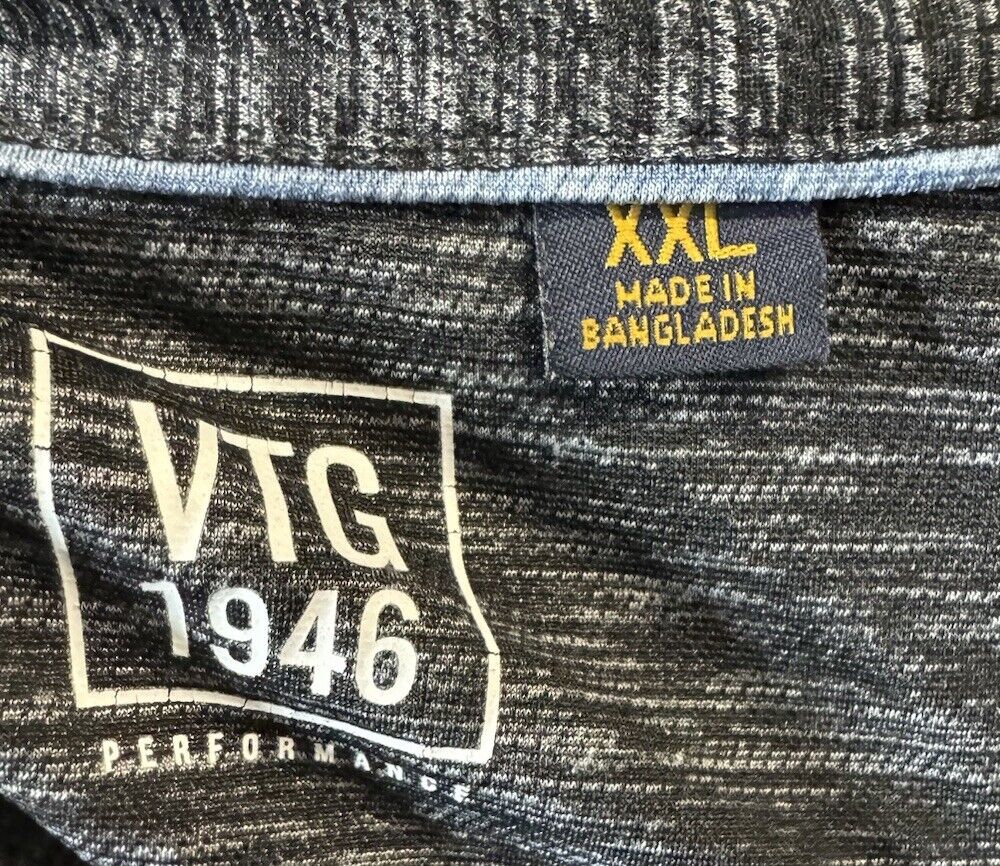 XXL
MADE IN
BANGLADESH
VTG
1946
PERFORMANCE